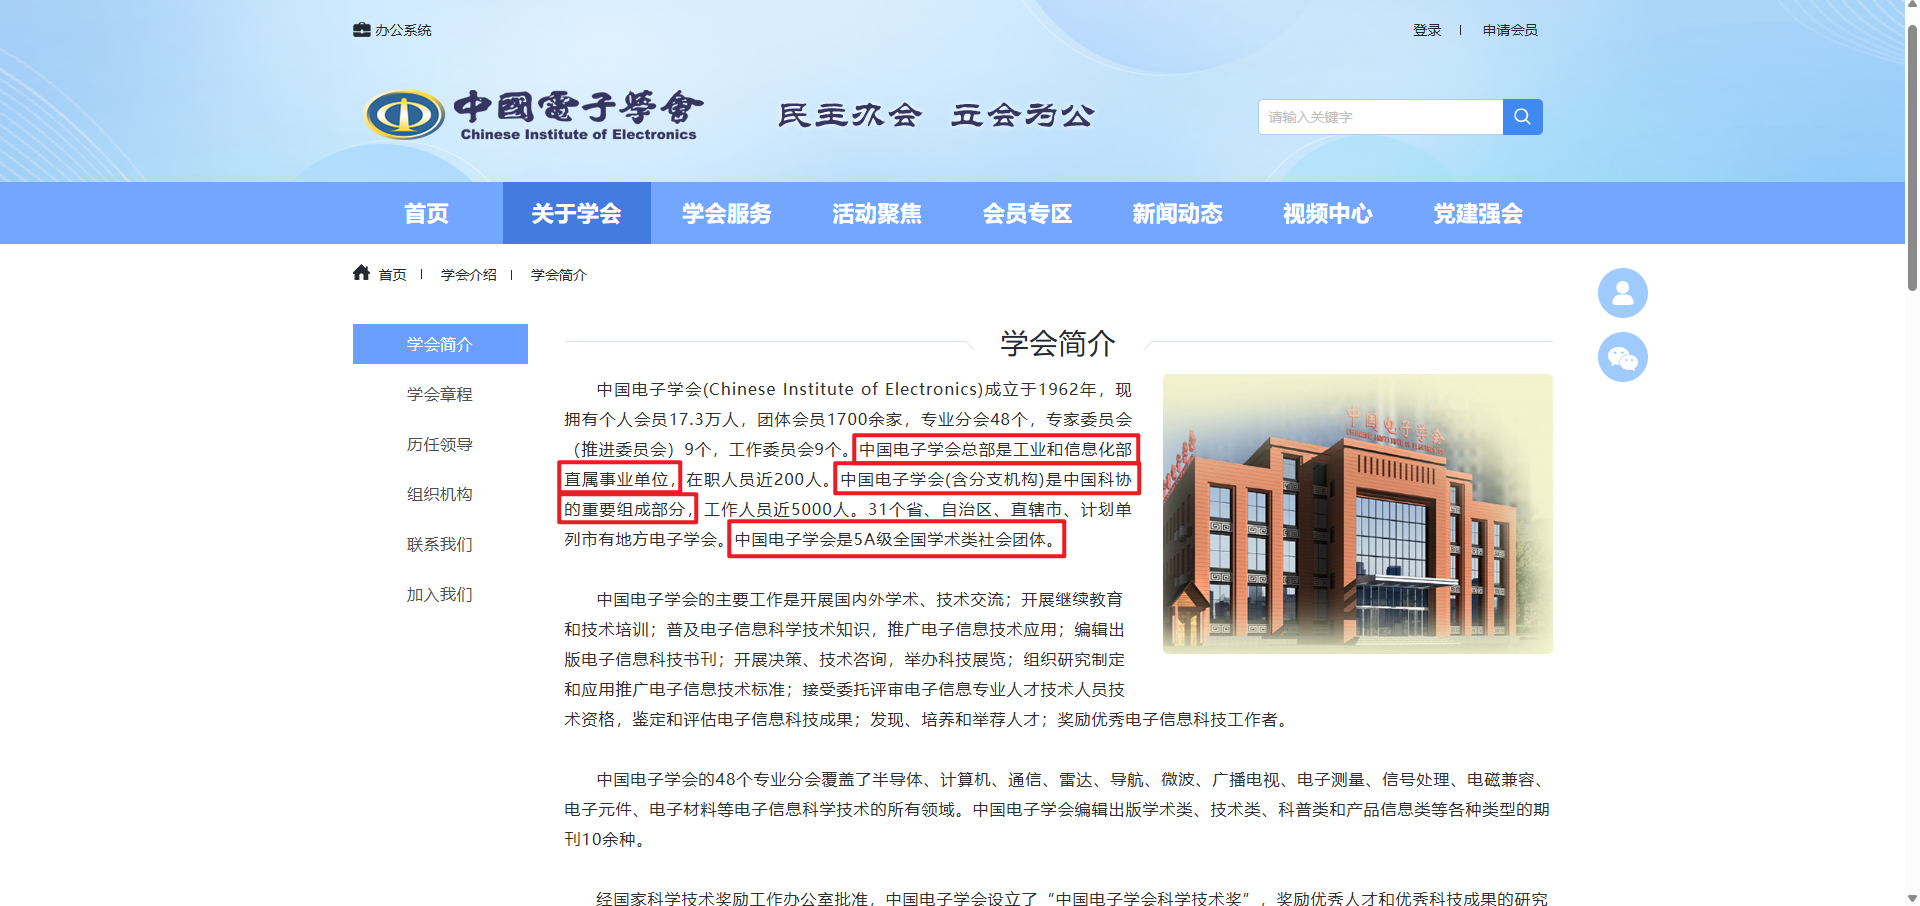 办公系统
登录 | 申请会员
中國電子學會
Chinese Institute of Electronics
民主办会 立会为公
请输入关键字
首页 关于学会 学会服务 活动聚焦 会员专区 新闻动态 视频中心 党建强会
首页 | 学会介绍 | 学会简介
学会简介
学会章程
历任领导
组织机构
联系我们
加入我们
学会简介
中国电子学会(Chinese Institute of Electronics)成立于1962年，现
拥有个人会员17.3万人，团体会员1700余家，专业分会48个，专家委员会
（推进委员会）9个，工作委员会9个。中国电子学会总部是工业和信息化部
直属事业单位，在职人员近200人。中国电子学会(含分支机构)是中国科协
的重要组成部分，工作人员近5000人。31个省、自治区、直辖市、计划单
列市有地方电子学会。中国电子学会是5A级全国学术类社会团体。
中国电子学会
中国电子学会的主要工作是开展国内外学术、技术交流；开展继续教育
和技术培训；普及电子信息科学技术知识，推广电子信息技术应用；编辑出
版电子信息科技书刊；开展决策、技术咨询，举办科技展览；组织研究制定
和应用推广电子信息技术标准；接受委托评审电子信息专业人才技术人员技
术资格，鉴定和评估电子信息科技成果；发现、培养和举荐人才；奖励优秀电子信息科技工作者。
中国电子学会的48个专业分会覆盖了半导体、计算机、通信、雷达、导航、微波、广播电视、电子测量、信号处理、电磁兼容、
电子元件、电子材料等电子信息科学技术的所有领域。中国电子学会编辑出版学术类、技术类、科普类和产品信息类等各种类型的期
刊10余种。
经国家科学技术奖励工作办公室批准，中国电子学会设立了“中国电子学会科学技术奖”，奖励优秀人才和优秀科技成果的研究